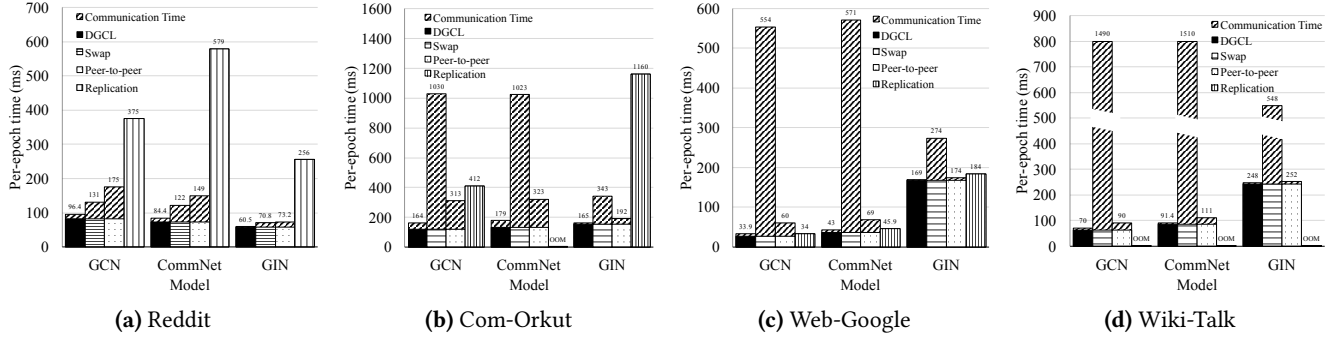 700
600
500
400
300
200
100
0
Per-epoch time (ms)
Communication Time
DGCL
Swap
Peer-to-peer
Replication
96.4
131
175
375
84.4
122
149
579
60.5
70.8
73.2
256
GCN
CommNet
GIN
Model
(a) Reddit
1600
1400
1200
1000
800
600
400
200
0
Per-epoch time (ms)
Communication Time
DGCL
Swap
Peer-to-peer
Replication
164
1030
313
412
179
1023
323
OOM
165
343
192
1160
GCN
CommNet
GIN
Model
(b) Com-Orkut
600
500
400
300
200
100
0
Per-epoch time (ms)
Communication Time
DGCL
Swap
Peer-to-peer
Replication
33.9
554
60
34
43
571
69
45.9
169
274
174
184
GCN
CommNet
GIN
Model
(c) Web-Google
900
800
700
600
500
400
300
200
100
0
Per-epoch time (ms)
Communication Time
DGCL
Swap
Peer-to-peer
Replication
70
1490
90
OOM
91.4
1510
111
OOM
248
548
252
OOM
GCN
CommNet
GIN
Model
(d) Wiki-Talk